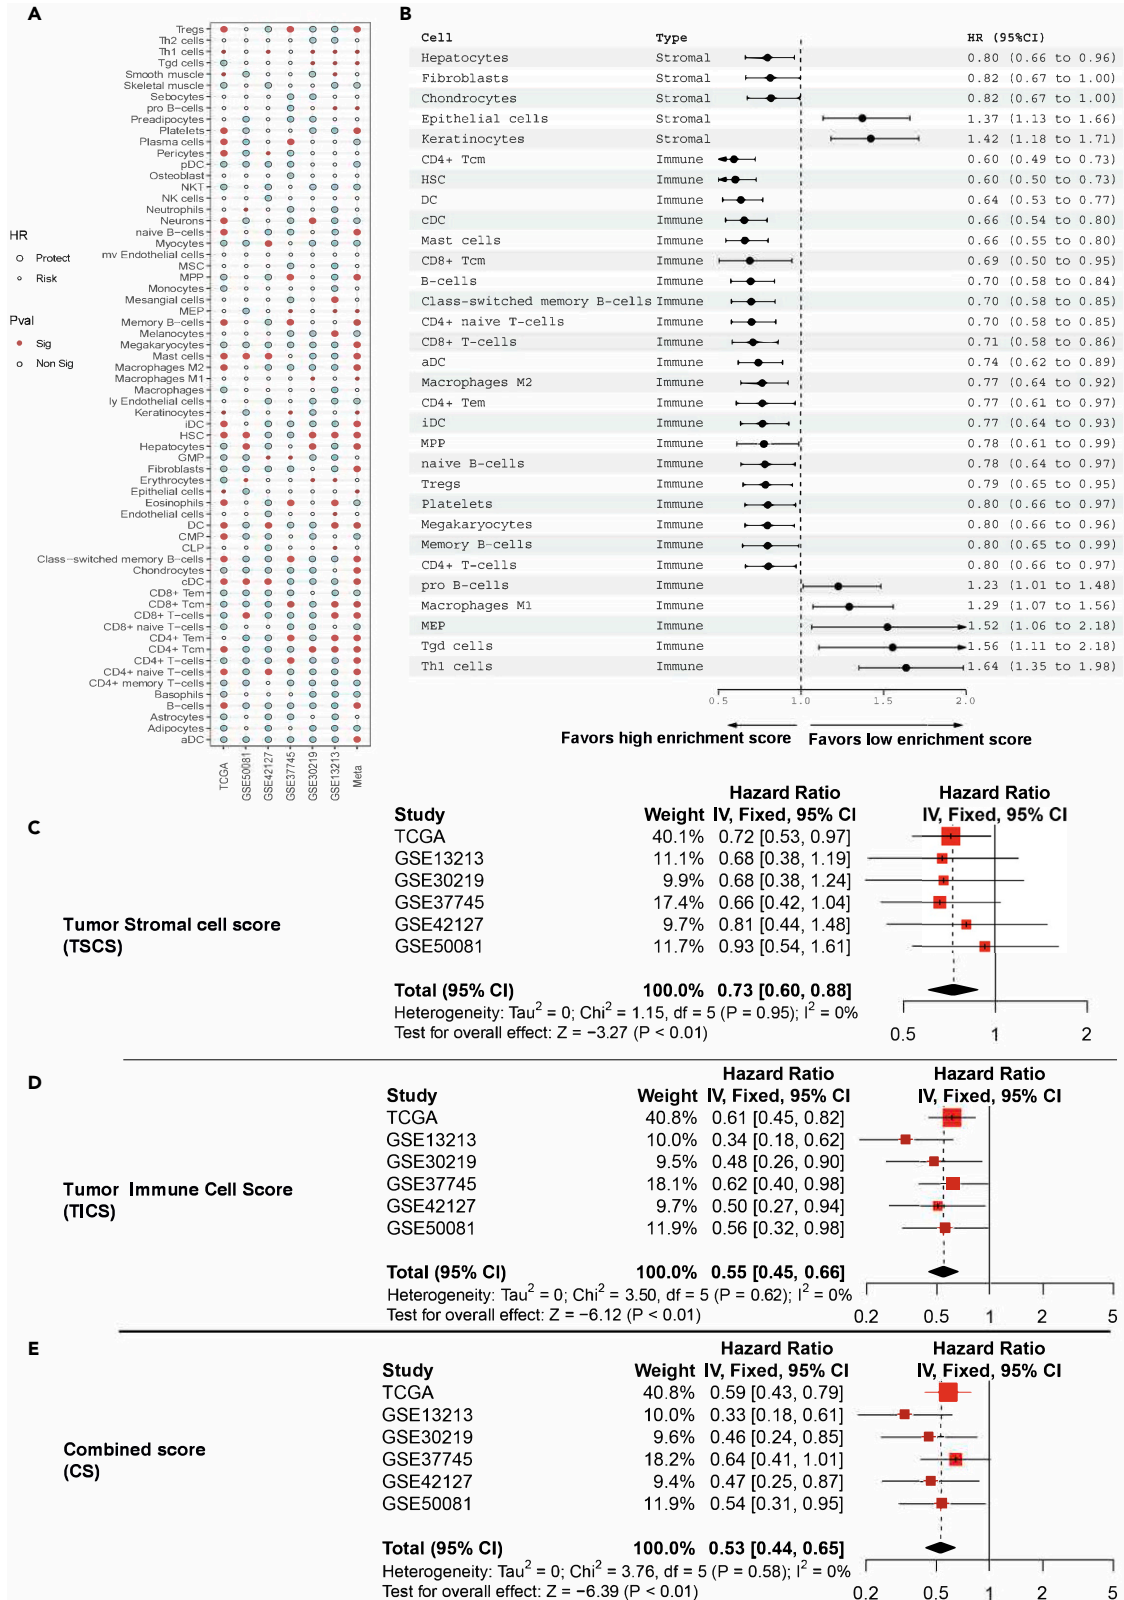 A
Tregs
Th2 cells
Th1 cells
Tgd cells
Smooth muscle
Skeletal muscle
Sebocytes
pro B-cells
Preadipocytes
Platelets
Plasma cells
Pericytes
pDC
Osteoblast
NKT
NK cells
Neutrophils
Neurons
naive B-cells
Myocytes
mv Endothelial cells
MSC
MPP
Monocytes
Mesangial cells
MEP
Memory B-cells
Melanocytes
Megakaryocytes
Mast cells
Macrophages M2
Macrophages M1
Macrophages
ly Endothelial cells
Keratinocytes
iDC
HSC
Hepatocytes
GMP
Fibroblasts
Erythrocytes
Epithelial cells
Eosinophils
Endothelial cells
DC
CMP
CLP
Class-switched memory B-cells
Chondrocytes
cDC
CD8+ Tem
CD8+ Tcm
CD8+ T-cells
CD8+ naive T-cells
CD4+ Tem
CD4+ Tcm
CD4+ T-cells
CD4+ naive T-cells
CD4+ memory T-cells
Basophils
B-cells
Astrocytes
Adipocytes
aDC
TCGA
GSE50081
GSE42127
GSE37745
GSE30219
GSE13213
Meta
HR
Protect
Risk
Pval
Sig
Non Sig
B
Cell Type HR (95%CI)
Hepatocytes Stromal 0.80 (0.66 to 0.96)
Fibroblasts Stromal 0.82 (0.67 to 1.00)
Chondrocytes Stromal 0.82 (0.67 to 1.00)
Epithelial cells Stromal 1.37 (1.13 to 1.66)
Keratinocytes Stromal 1.42 (1.18 to 1.71)
CD4+ Tcm Immune 0.60 (0.49 to 0.73)
HSC Immune 0.60 (0.50 to 0.73)
DC Immune 0.64 (0.53 to 0.77)
cDC Immune 0.66 (0.54 to 0.80)
Mast cells Immune 0.66 (0.55 to 0.80)
CD8+ Tcm Immune 0.69 (0.50 to 0.95)
B-cells Immune 0.70 (0.58 to 0.84)
Class-switched memory B-cells Immune 0.70 (0.58 to 0.85)
CD4+ naive T-cells Immune 0.70 (0.58 to 0.85)
CD8+ T-cells Immune 0.71 (0.58 to 0.86)
aDC Immune 0.74 (0.62 to 0.89)
Macrophages M2 Immune 0.77 (0.64 to 0.92)
CD4+ Tem Immune 0.77 (0.61 to 0.97)
iDC Immune 0.77 (0.64 to 0.93)
MPP Immune 0.78 (0.61 to 0.99)
naive B-cells Immune 0.78 (0.64 to 0.97)
Tregs Immune 0.79 (0.65 to 0.95)
Platelets Immune 0.80 (0.66 to 0.97)
Megakaryocytes Immune 0.80 (0.66 to 0.96)
Memory B-cells Immune 0.80 (0.65 to 0.99)
CD4+ T-cells Immune 0.80 (0.66 to 0.97)
pro B-cells Immune 1.23 (1.01 to 1.48)
Macrophages M1 Immune 1.29 (1.07 to 1.56)
MEP Immune 1.52 (1.06 to 2.18)
Tgd cells Immune 1.56 (1.11 to 2.18)
Th1 cells Immune 1.64 (1.35 to 1.98)
0.5 1.0 1.5 2.0
Favors high enrichment score Favors low enrichment score
C
Tumor Stromal cell score
(TSCS)
Hazard Ratio Hazard Ratio
Study Weight IV, Fixed, 95% CI IV, Fixed, 95% CI
TCGA 40.1% 0.72 [0.53, 0.97]
GSE13213 11.1% 0.68 [0.38, 1.19]
GSE30219 9.9% 0.68 [0.38, 1.24]
GSE37745 17.4% 0.66 [0.42, 1.04]
GSE42127 9.7% 0.81 [0.44, 1.48]
GSE50081 11.7% 0.93 [0.54, 1.61]
Total (95% CI) 100.0% 0.73 [0.60, 0.88]
Heterogeneity: Tau² = 0; Chi² = 1.15, df = 5 (P = 0.95); I² = 0%
Test for overall effect: Z = −3.27 (P < 0.01)
0.5 1 2
D
Tumor Immune Cell Score
(TICS)
Hazard Ratio Hazard Ratio
Study Weight IV, Fixed, 95% CI IV, Fixed, 95% CI
TCGA 40.8% 0.61 [0.45, 0.82]
GSE13213 10.0% 0.34 [0.18, 0.62]
GSE30219 9.5% 0.48 [0.26, 0.90]
GSE37745 18.1% 0.62 [0.40, 0.98]
GSE42127 9.7% 0.50 [0.27, 0.94]
GSE50081 11.9% 0.56 [0.32, 0.98]
Total (95% CI) 100.0% 0.55 [0.45, 0.66]
Heterogeneity: Tau² = 0; Chi² = 3.50, df = 5 (P = 0.62); I² = 0%
Test for overall effect: Z = −6.12 (P < 0.01)
0.2 0.5 1 2 5
E
Combined score
(CS)
Hazard Ratio Hazard Ratio
Study Weight IV, Fixed, 95% CI IV, Fixed, 95% CI
TCGA 40.8% 0.59 [0.43, 0.79]
GSE13213 10.0% 0.33 [0.18, 0.61]
GSE30219 9.6% 0.46 [0.24, 0.85]
GSE37745 18.2% 0.64 [0.41, 1.01]
GSE42127 9.4% 0.47 [0.25, 0.87]
GSE50081 11.9% 0.54 [0.31, 0.95]
Total (95% CI) 100.0% 0.53 [0.44, 0.65]
Heterogeneity: Tau² = 0; Chi² = 3.76, df = 5 (P = 0.58); I² = 0%
Test for overall effect: Z = −6.39 (P < 0.01)
0.2 0.5 1 2 5